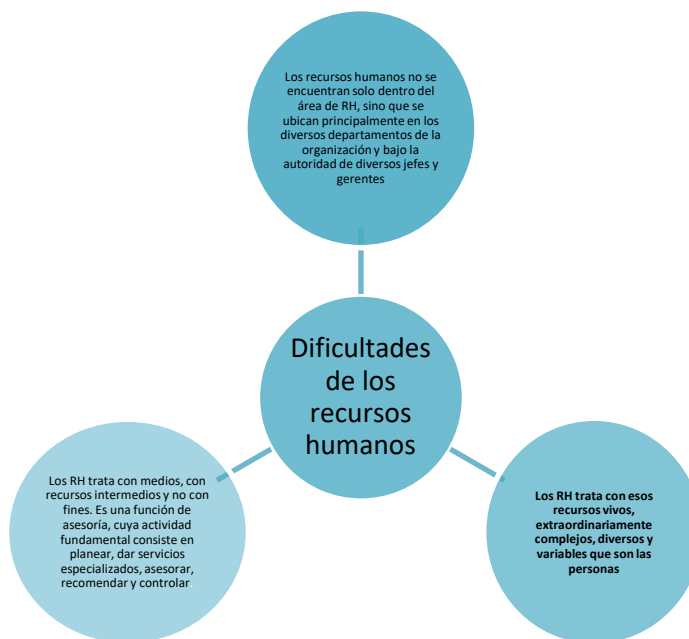 Los recursos humanos no se
encuentran solo dentro del
área de RH, sino que se
ubican principalmente en los
diversos departamentos de la
organización y bajo la
autoridad de diversos jefes y
gerentes
Dificultades
de los
recursos
humanos
Los RH trata con medios, con
recursos intermedios y no con
fines. Es una función de
asesoría, cuya actividad
fundamental consiste en
planear, dar servicios
especializados, asesorar,
recomendar y controlar.
Los RH trata con esos
recursos vivos,
extraordinariamente
complejos, diversos y
variables que son las
personas